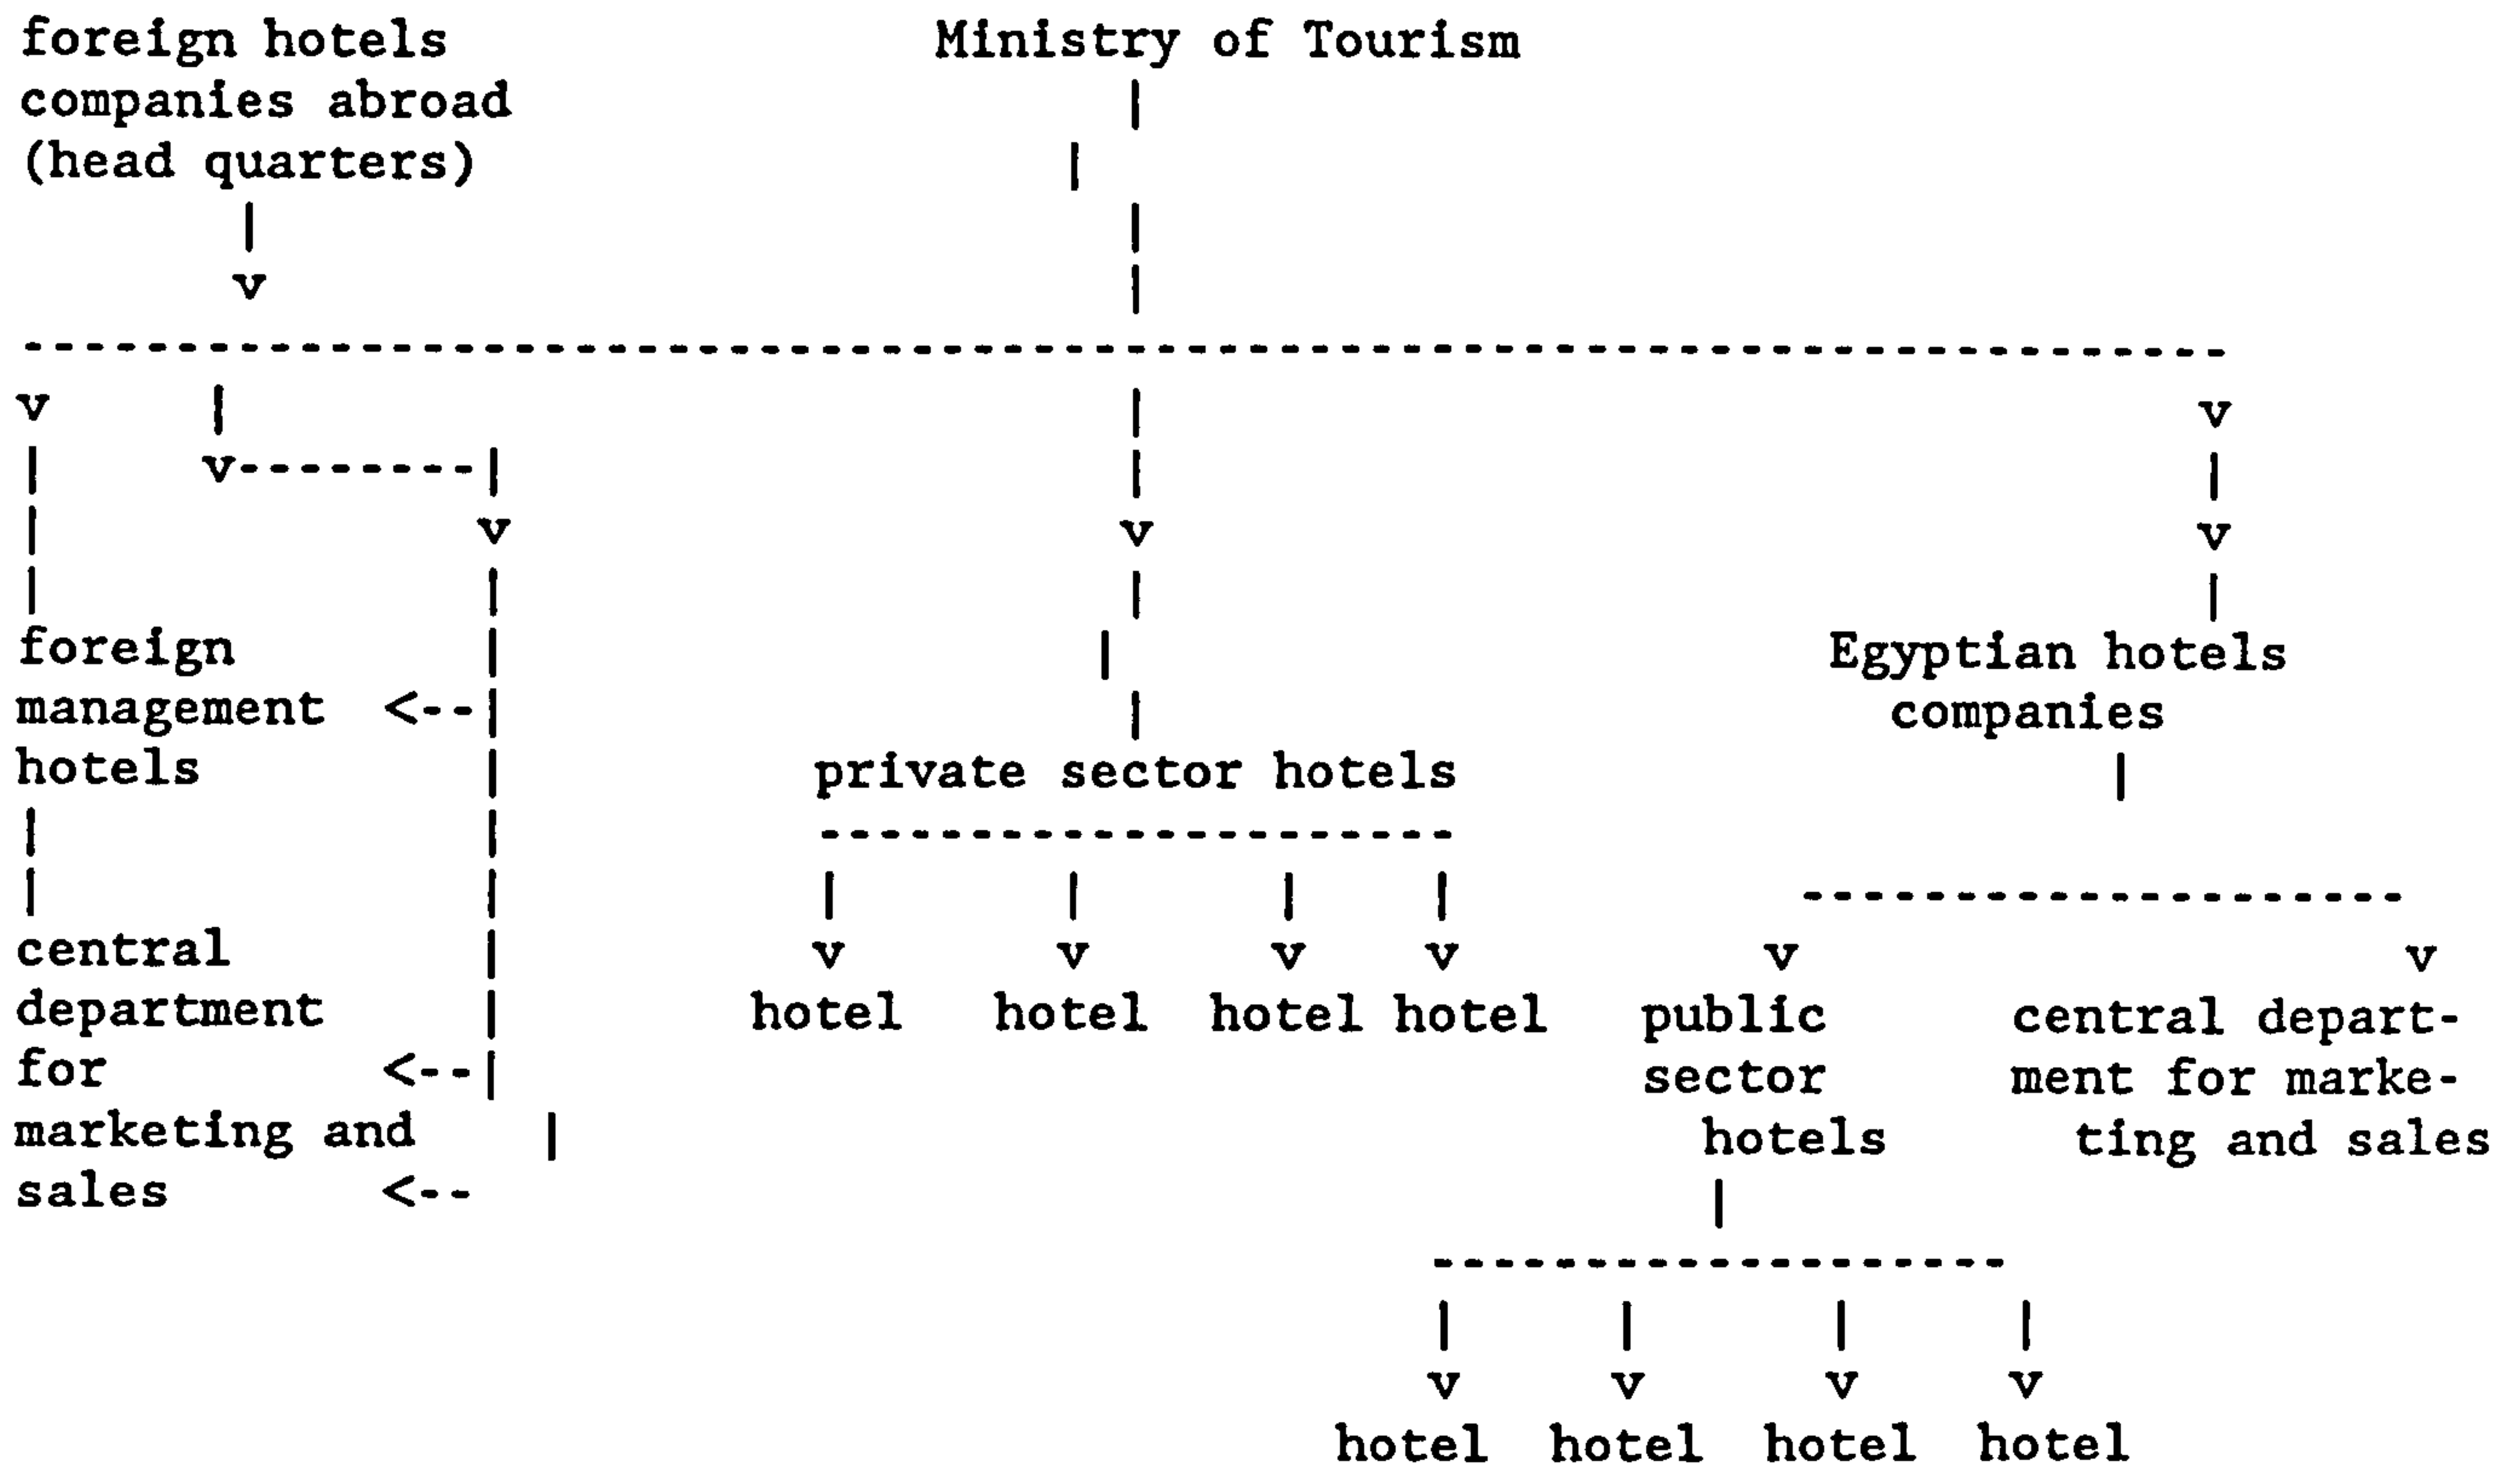 foreign hotels
companies abroad
(head quarters)
Ministry of Tourism
foreign
management
hotels
central
department
for
marketing and
sales
private sector hotels
hotel hotel hotel hotel
Egyptian hotels
companies
public
sector
hotels
central depart-
ment for marke-
ting and sales
hotel hotel hotel hotel